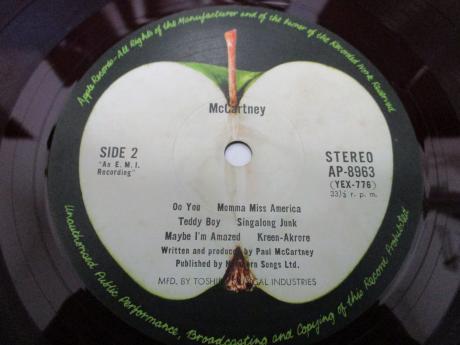 Apple Records-All Rights of the Manufacturer and of the Owner of the Recorded Work Reserved
McCartney
SIDE 2
"An E.M.I. Recording"
STEREO
AP-8963
(YEX-776)
33⅓ r.p.m.
Oo You Momma Miss America
Teddy Boy Singalong Junk
Maybe I'm Amazed Kreen-Akrore
Written and produced by Paul McCartney
Published by Northern Songs Ltd.
MFD. BY TOSHIBA MUSICAL INDUSTRIES
Unauthorised Public Performance, Broadcasting and Copying of this Record Prohibited